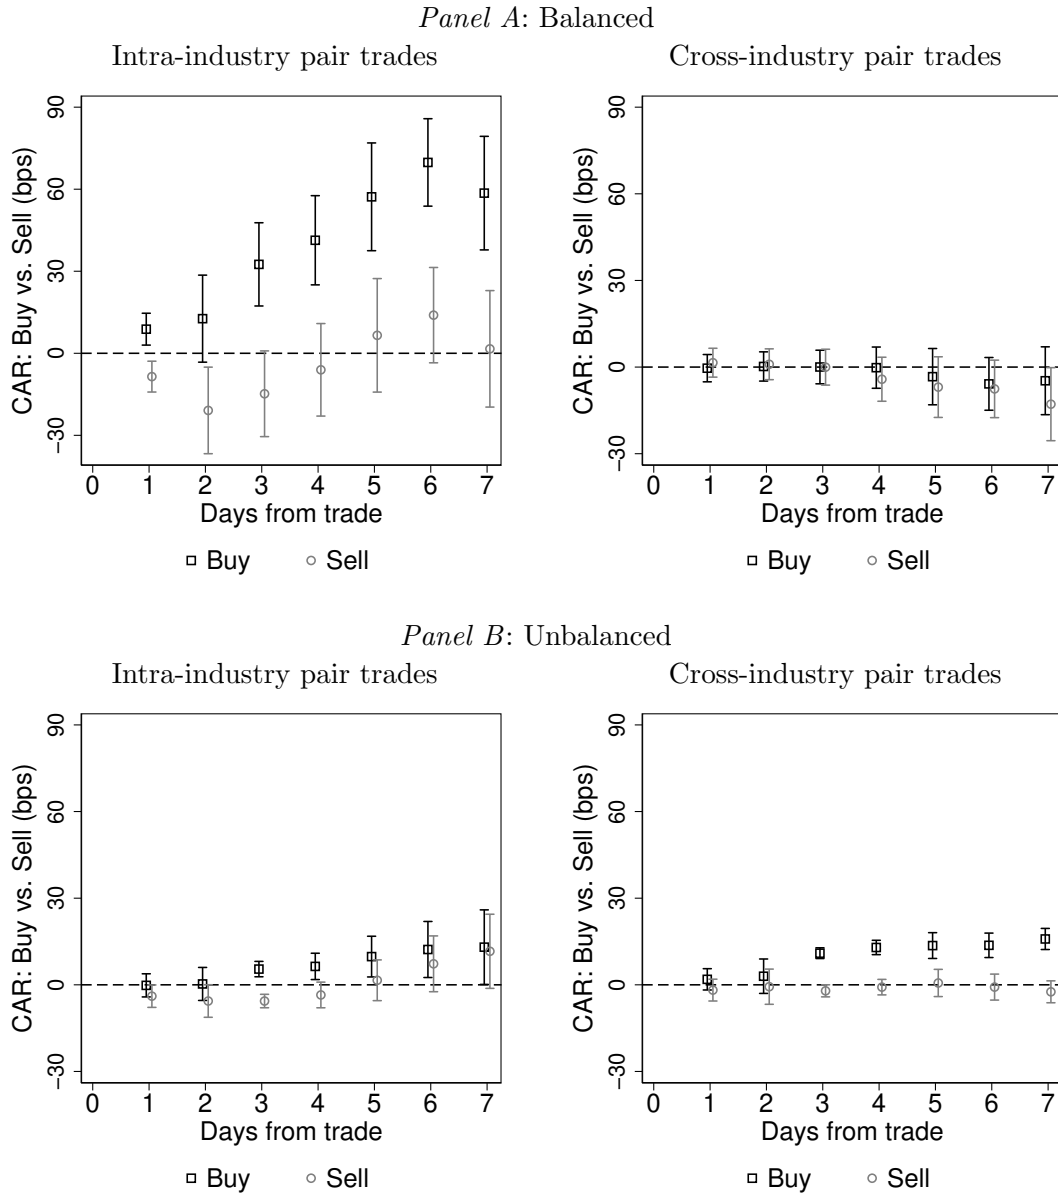 Panel A: Balanced
Intra-industry pair trades
CAR: Buy vs. Sell (bps)
90
60
30
0
−30
0 1 2 3 4 5 6 7
Days from trade
Buy Sell
Cross-industry pair trades
CAR: Buy vs. Sell (bps)
90
60
30
0
−30
0 1 2 3 4 5 6 7
Days from trade
Buy Sell
Panel B: Unbalanced
Intra-industry pair trades
CAR: Buy vs. Sell (bps)
90
60
30
0
−30
0 1 2 3 4 5 6 7
Days from trade
Buy Sell
Cross-industry pair trades
CAR: Buy vs. Sell (bps)
90
60
30
0
−30
0 1 2 3 4 5 6 7
Days from trade
Buy Sell